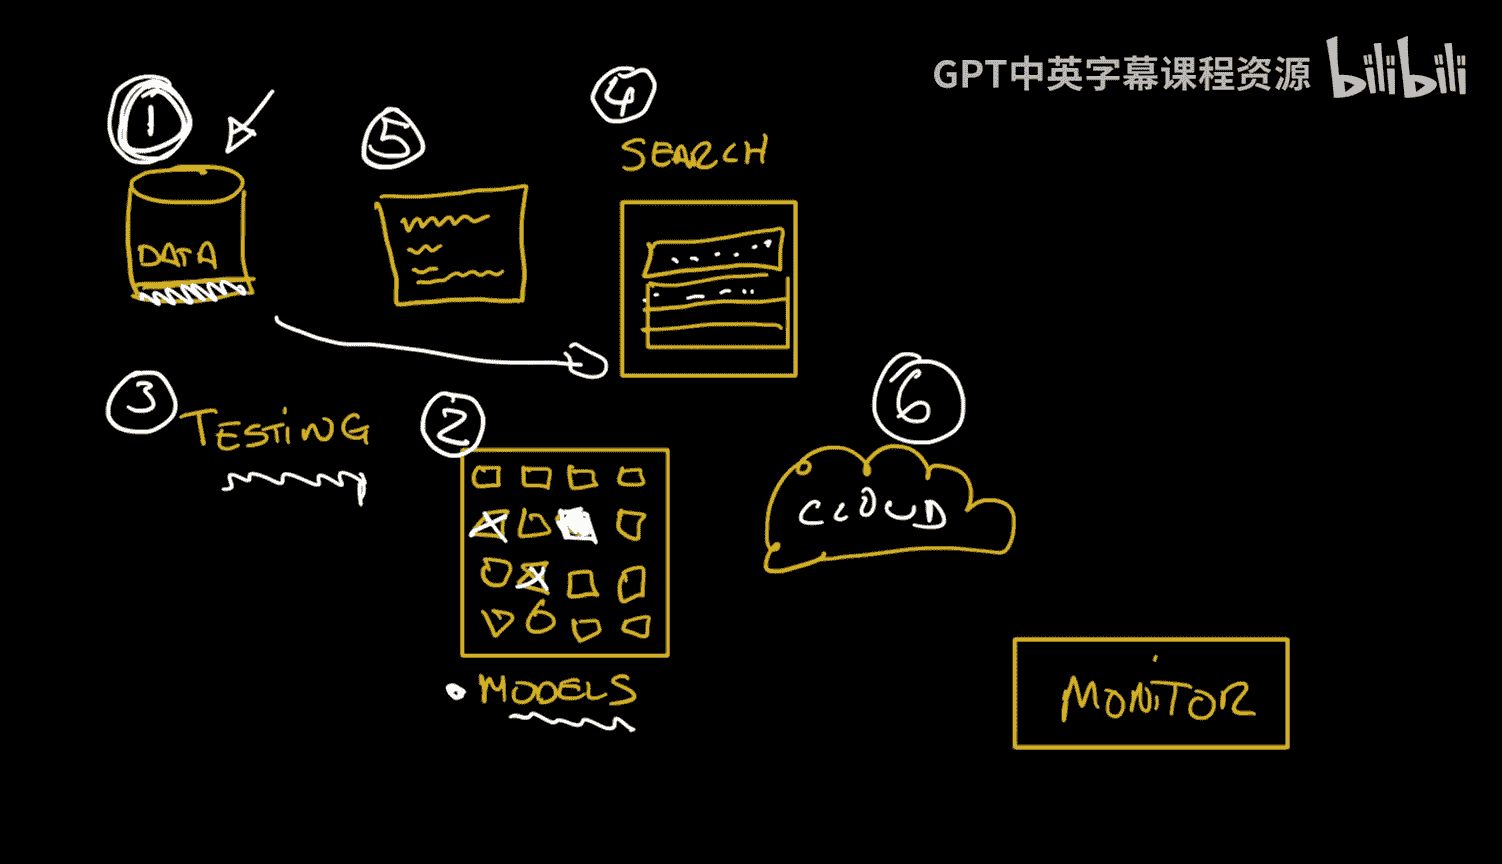 GPT中英字幕课程资源 bilibili
1
5
4
SEARCH
DATA
3
TESTING
2
6
CLOUD
MODELS
MONITOR